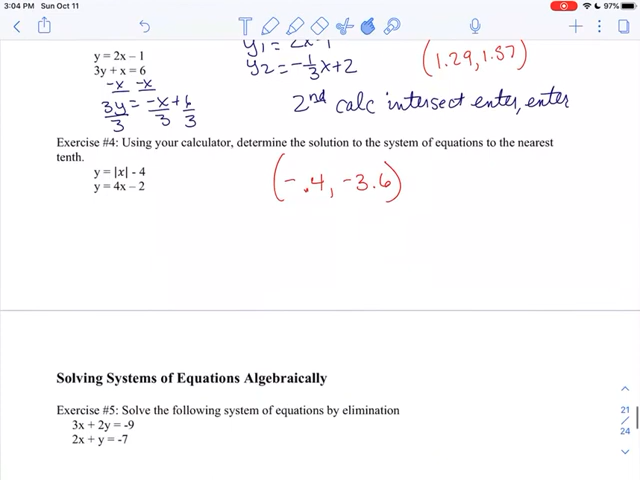 3:04 PM Sun Oct 11
97%
y = 2x – 1
3y + x = 6
-x -x
3y = -x + 6
3 3 3
y2 = -1/3x + 2
(1.29, 1.57)
2nd calc intersect enter, enter
Exercise #4: Using your calculator, determine the solution to the system of equations to the nearest
tenth.
y = |x| - 4
y = 4x – 2
(-.4, -3.6)
Solving Systems of Equations Algebraically
Exercise #5: Solve the following system of equations by elimination
3x + 2y = -9
2x + y = -7
21
/
24